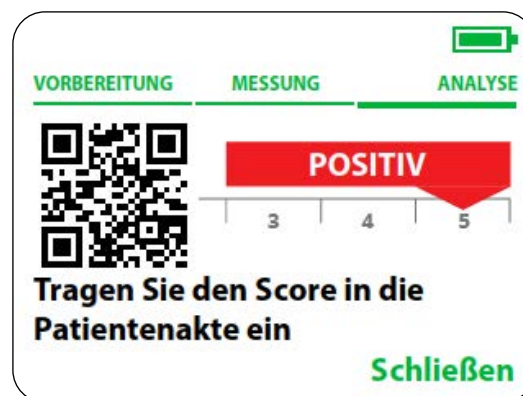 VORBEREITUNG MESSUNG ANALYSE
POSITIV
3 4 5
Tragen Sie den Score in die
Patientenakte ein
Schließen